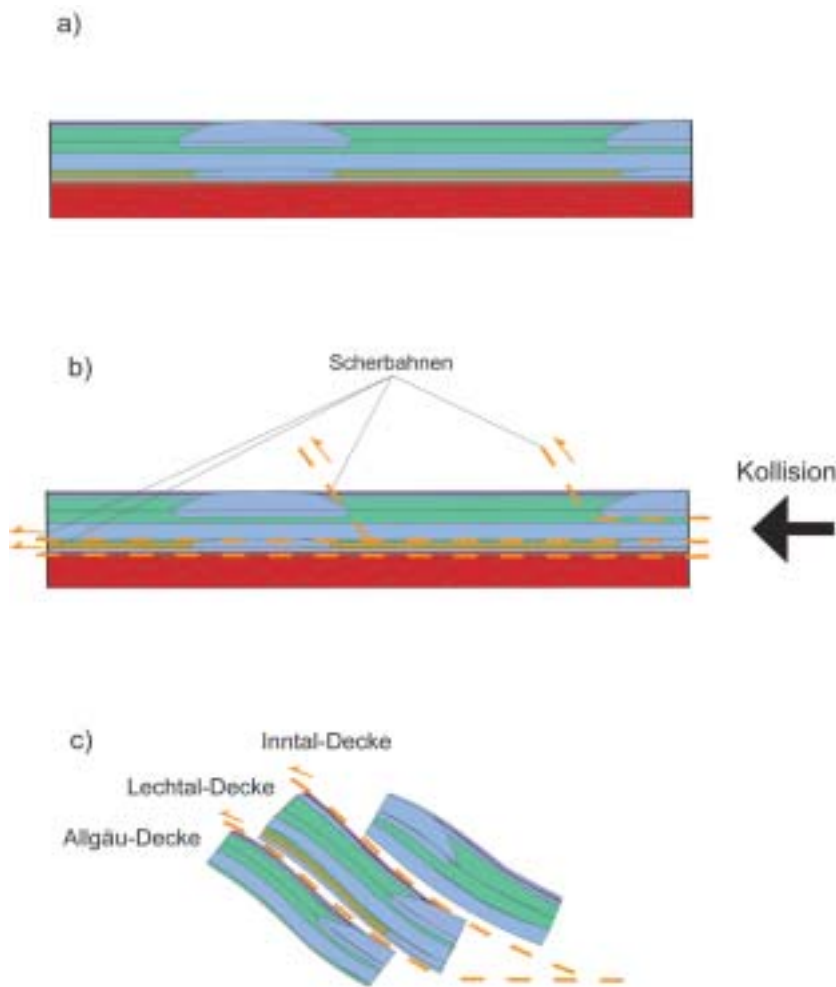 a)
b)
Scherbahnen
Kollision
c)
Inntal-Decke
Lechtal-Decke
Allgäu-Decke